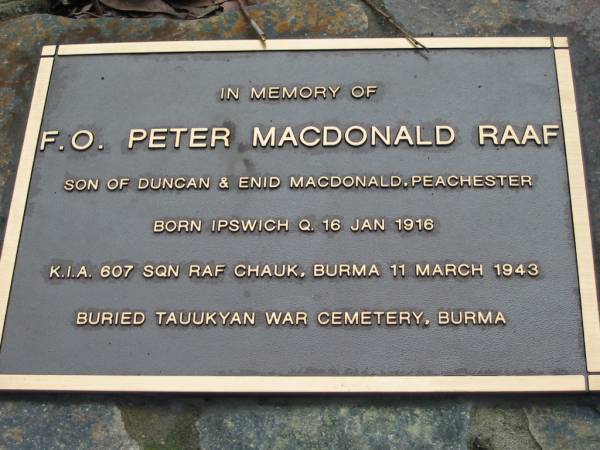 IN MEMORY OF
F.O. PETER MACDONALD RAAF
SON OF DUNCAN & ENID MACDONALD, PEACHESTER
BORN IPSWICH Q. 16 JAN 1916
K.I.A. 607 SQN RAF CHAUK, BURMA 11 MARCH 1943
BURIED TAUUKYAN WAR CEMETERY, BURMA